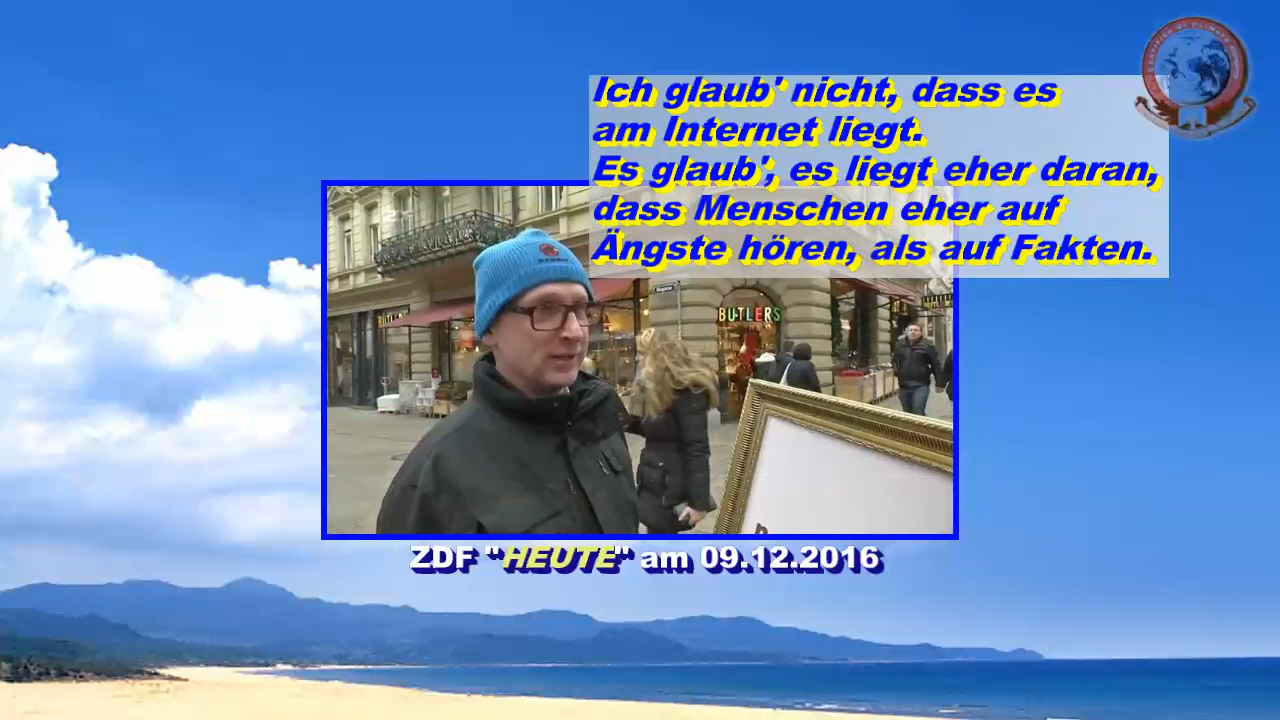 Ich glaub' nicht, dass es
am Internet liegt.
Es glaub', es liegt eher daran,
dass Menschen eher auf
Ängste hören, als auf Fakten.
BUTLERS
ZDF "HEUTE" am 09.12.2016